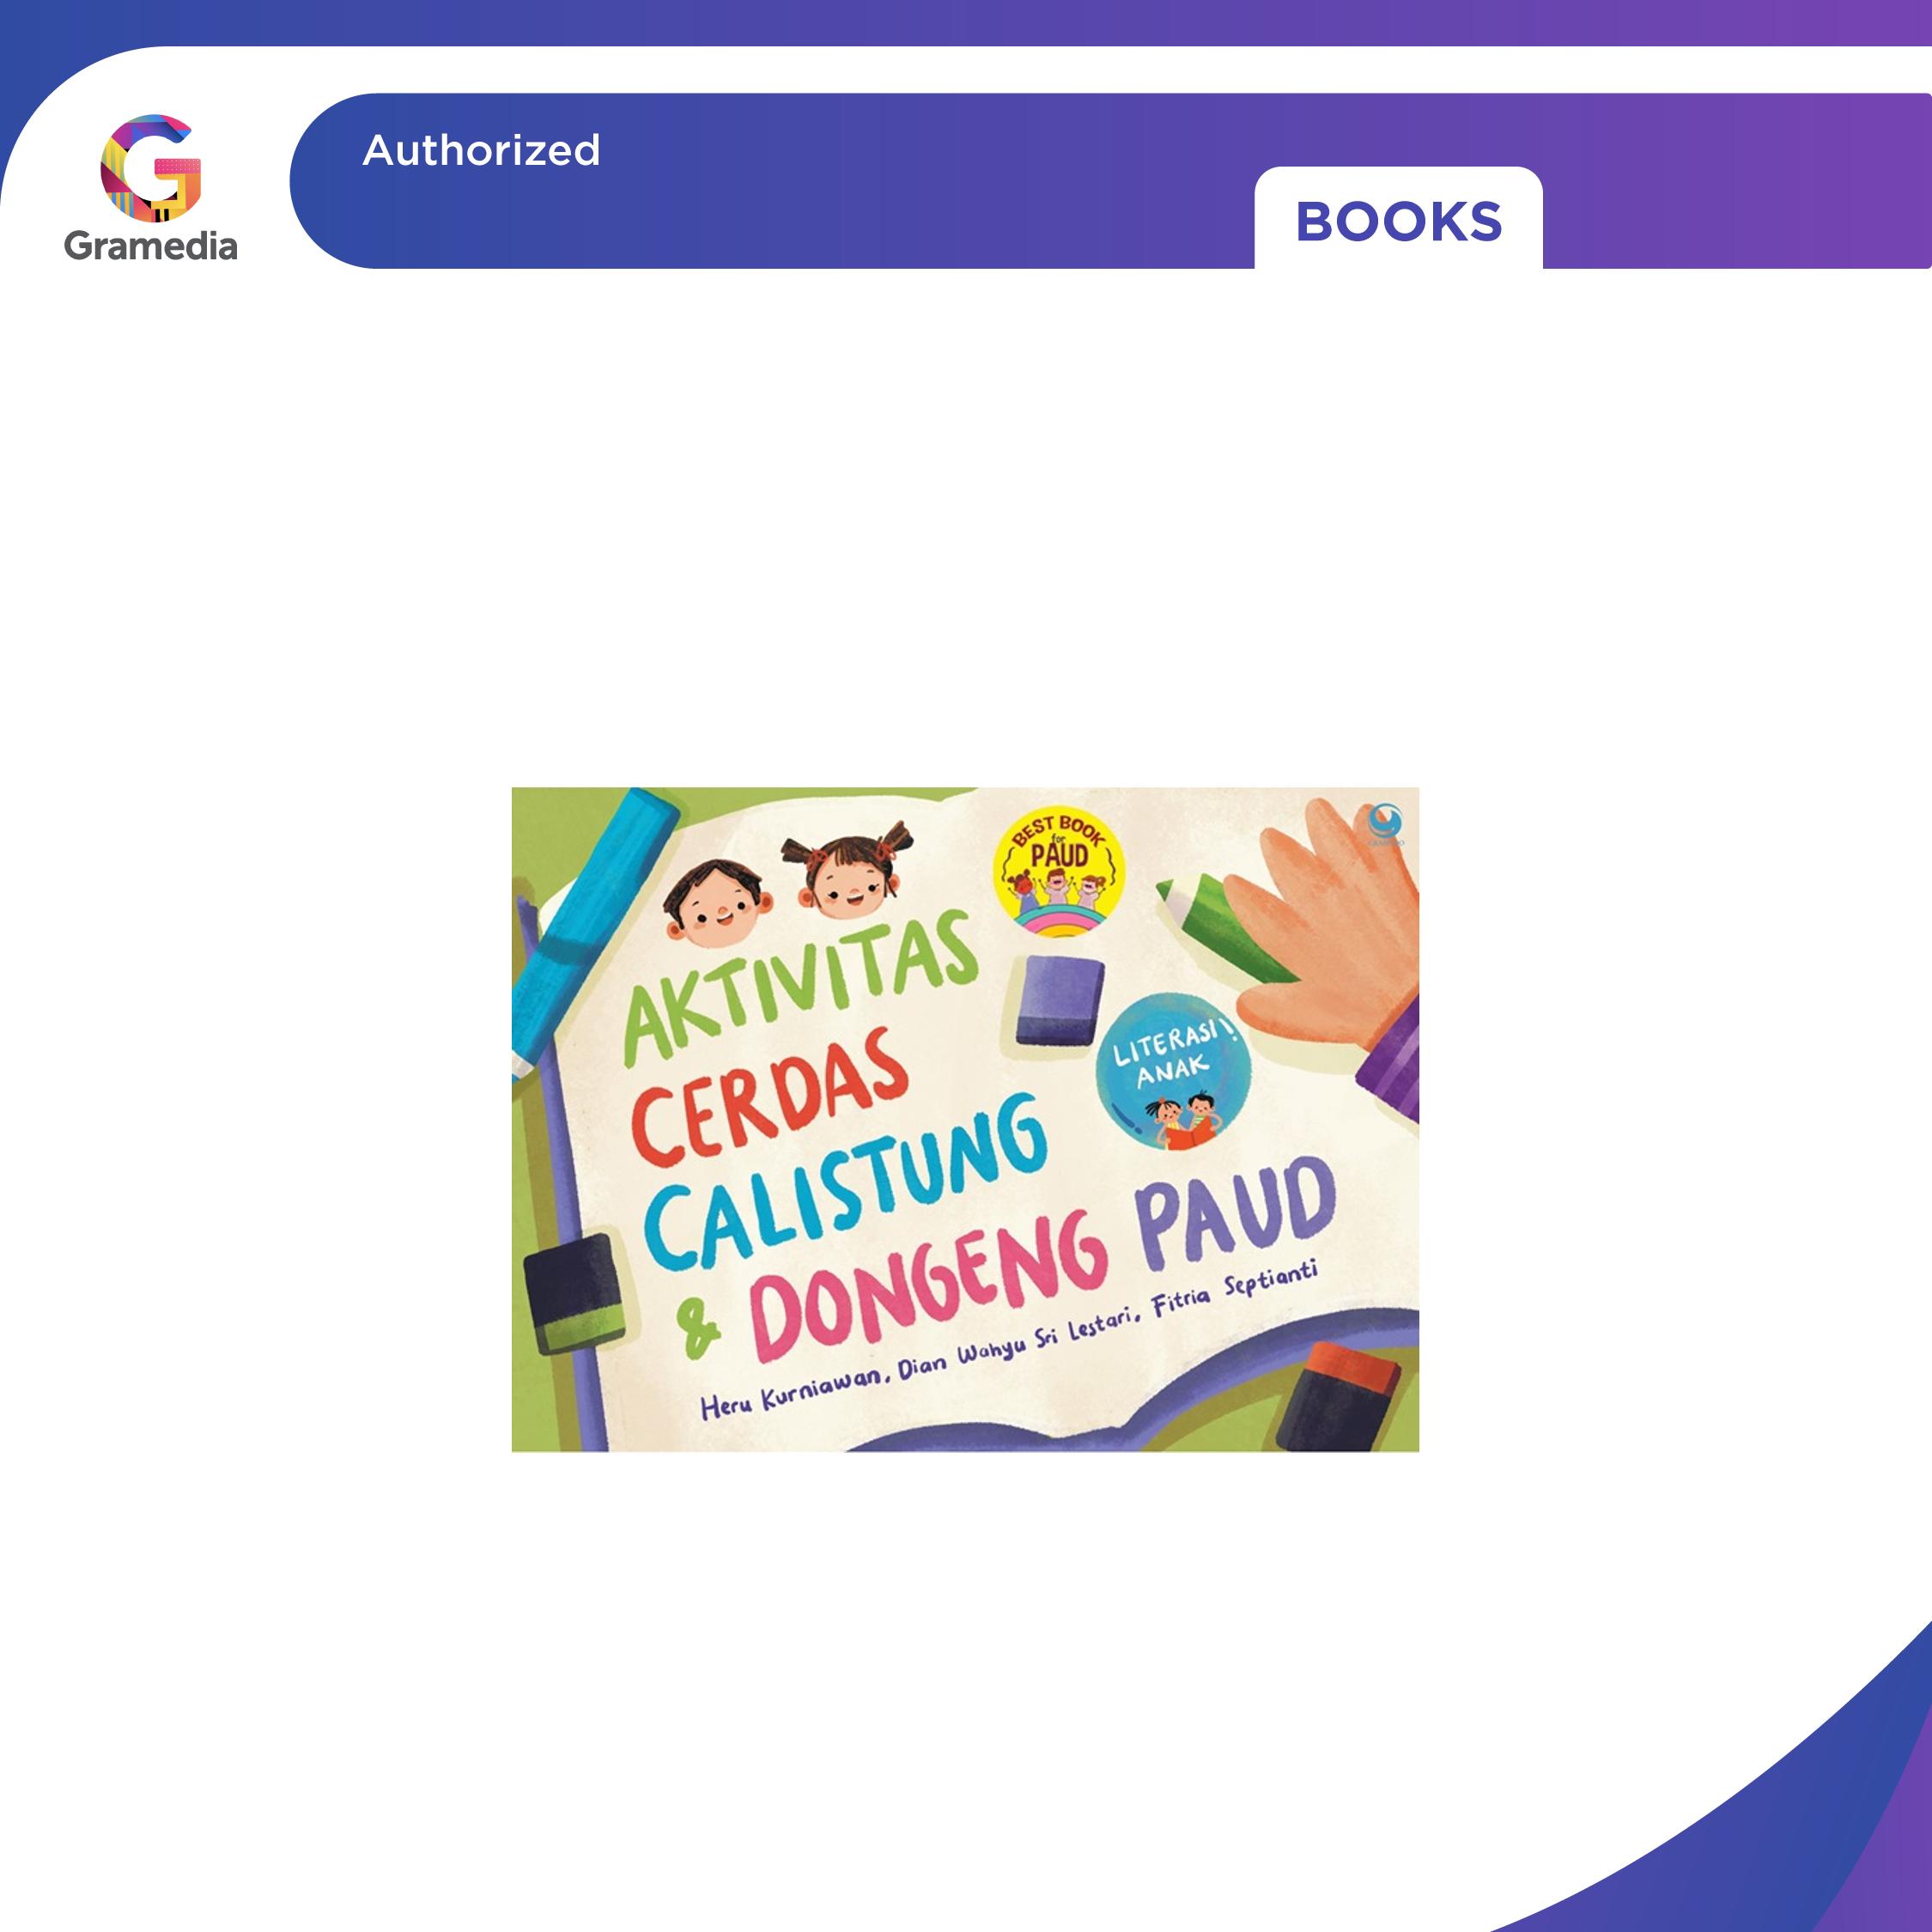 Authorized
Gramedia
BOOKS
BEST BOOK
for
PAUD
AKTIVITAS
CERDAS
CALISTUNG
& DONGENG PAUD
LITERASI
ANAK
Heru Kurniawan, Dian Wahyu Sri Lestari, Fitria Septianti